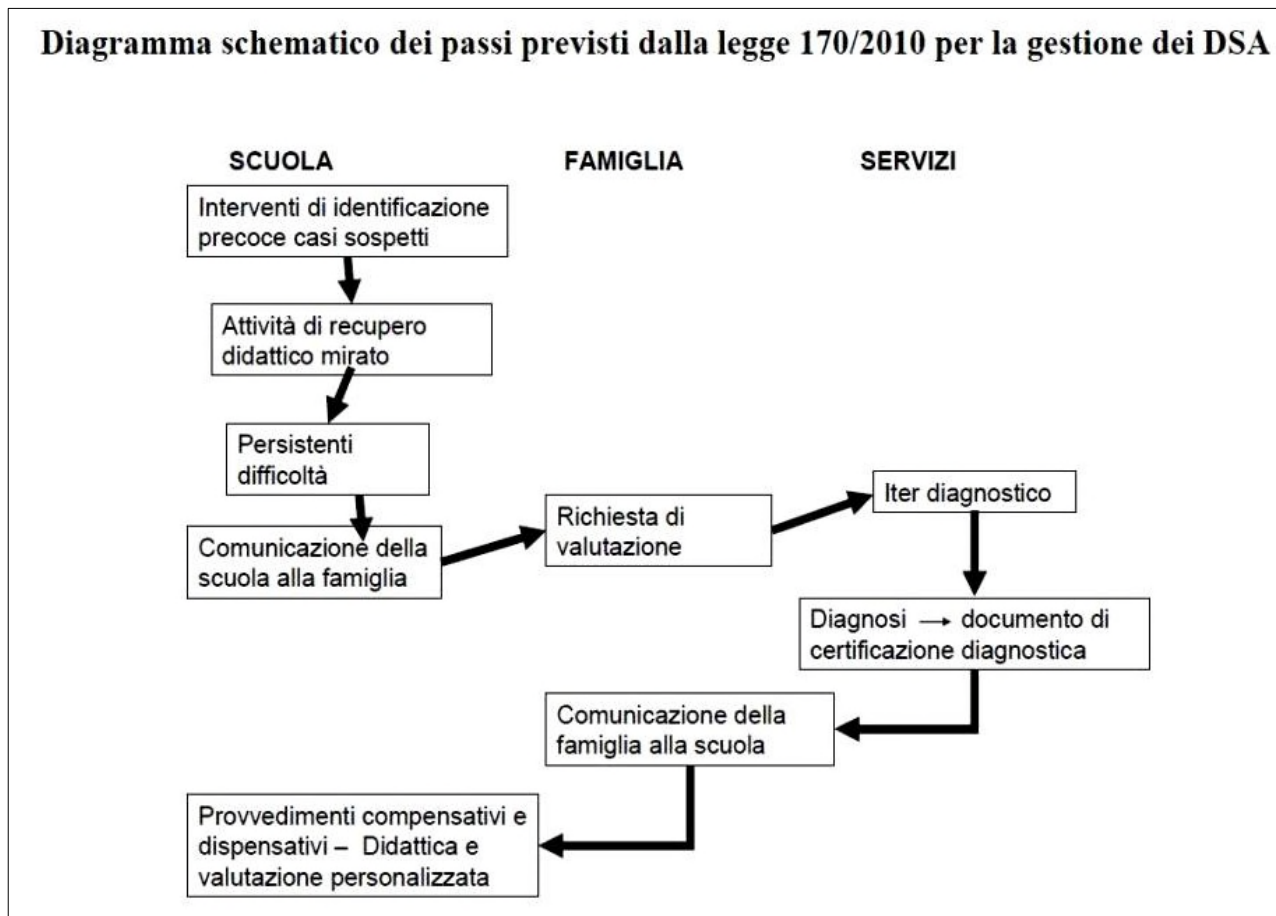 Diagramma schematico dei passi previsti dalla legge 170/2010 per la gestione dei DSA
SCUOLA FAMIGLIA SERVIZI
Interventi di identificazione
precoce casi sospetti
Attività di recupero
didattico mirato
Persistenti
difficoltà
Comunicazione della
scuola alla famiglia
Richiesta di
valutazione
Iter diagnostico
Diagnosi → documento di
certificazione diagnostica
Comunicazione della
famiglia alla scuola
Provvedimenti compensativi e
dispensativi – Didattica e
valutazione personalizzata